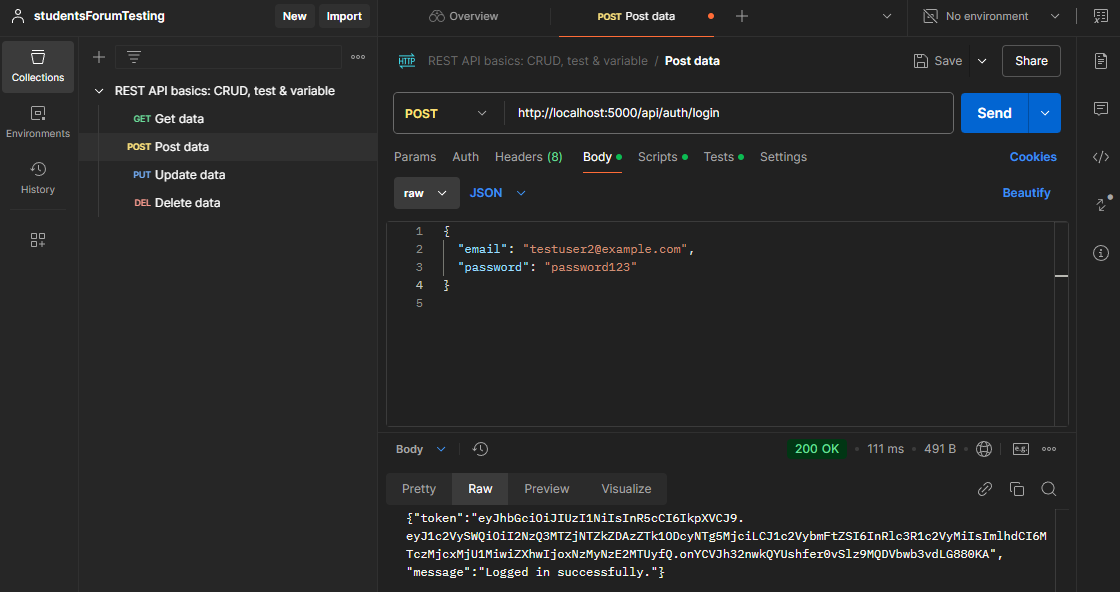 studentsForumTesting
New
Import
Overview
POST Post data
No environment
Collections
Environments
History
REST API basics: CRUD, test & variable
GET Get data
POST Post data
PUT Update data
DEL Delete data
HTTP REST API basics: CRUD, test & variable / Post data
Save
Share
POST
http://localhost:5000/api/auth/login
Send
Params
Auth
Headers (8)
Body
Scripts
Tests
Settings
Cookies
raw
JSON
Beautify
1 {
2 "email": "testuser2@example.com",
3 "password": "password123"
4 }
5
Body
200 OK
111 ms
491 B
e.g.
Pretty
Raw
Preview
Visualize
{"token":"eyJhbGciOiJIUzI1NiIsInR5cCI6IkpXVCJ9.
eyJ1c2VySWQiOiI2NzQ3MTZjNTZkZDAzZTk1ODcyNTg5MjciLCJ1c2VybmFtZSI6InRlc3R1c2VyMiIsImlhdCI6M
TczMjcxMjU1MiwiZXhwIjoxNzMyNzE2MTUyfQ.onYCVJh32nwkQYUshfer0vSlz9MQDVbwb3vdLG880KA",
"message":"Logged in successfully."}